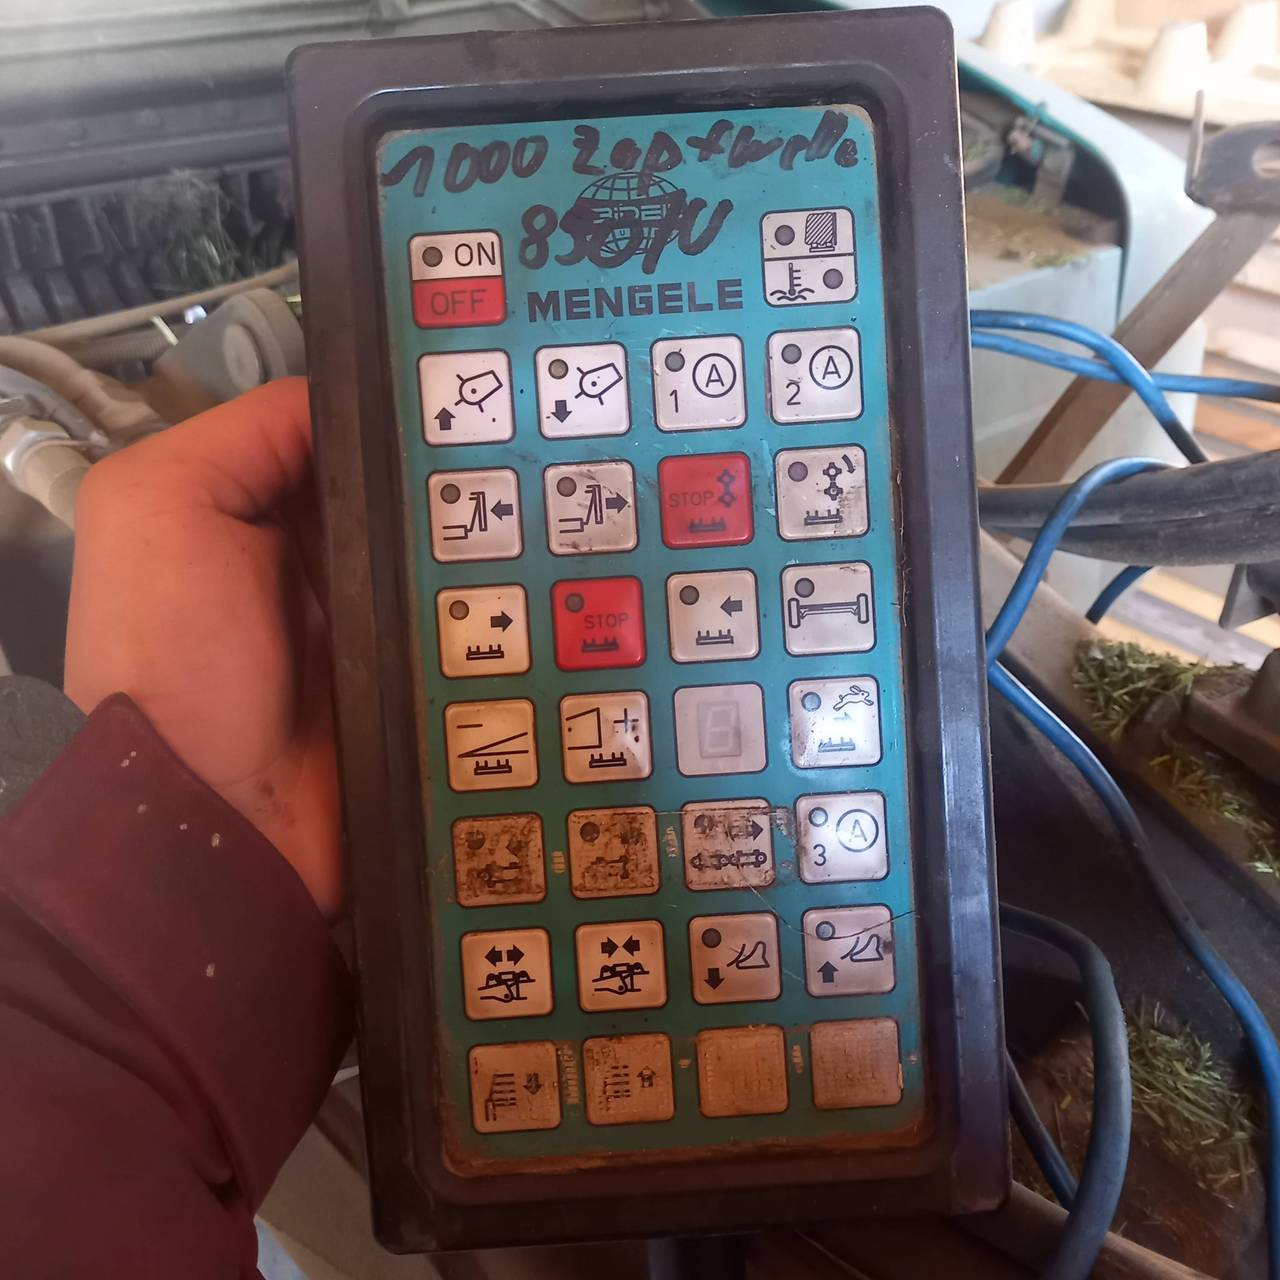 1000 Zapfwelle
850/U
ON
OFF
MENGELE
A
1
A
2
STOP
STOP
A
3